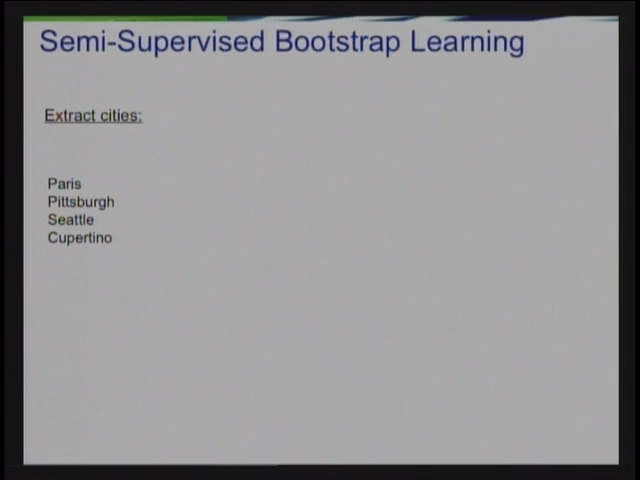 Semi-Supervised Bootstrap Learning
Extract cities:
Paris
Pittsburgh
Seattle
Cupertino